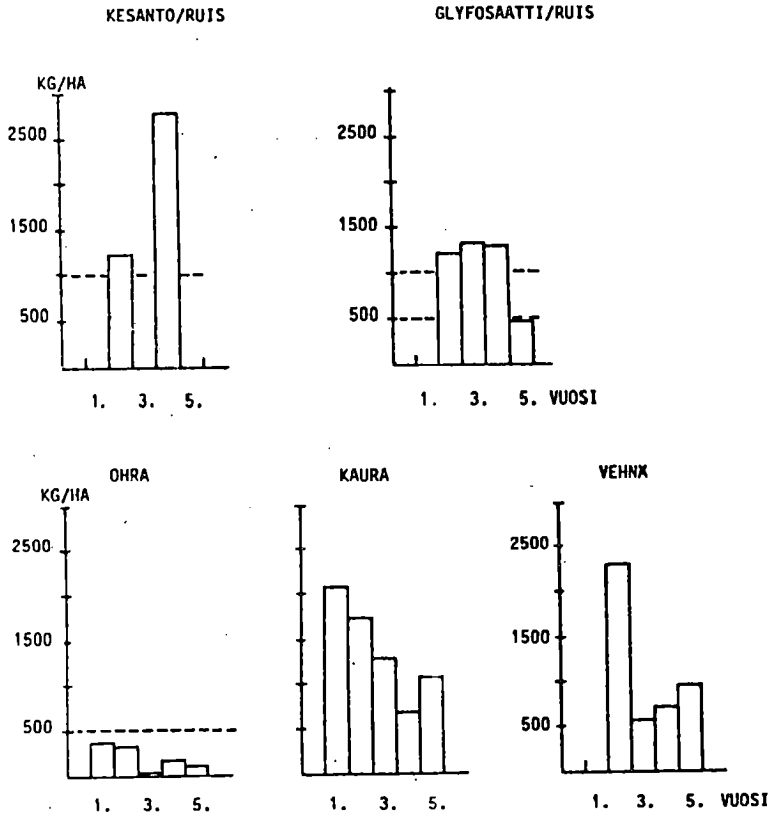 KESANTO/RUIS
GLYFOSAATTI/RUIS
KG/HA
2500
1500
500
1. 3. 5.
2500
1500
500
1. 3. 5. VUOSI
OHRA
KAURA
VEHNX
KG/HA
2500
1500
500
1. 3. 5.
1. 3. 5.
2500
1500
500
1. 3. 5. VUOSI